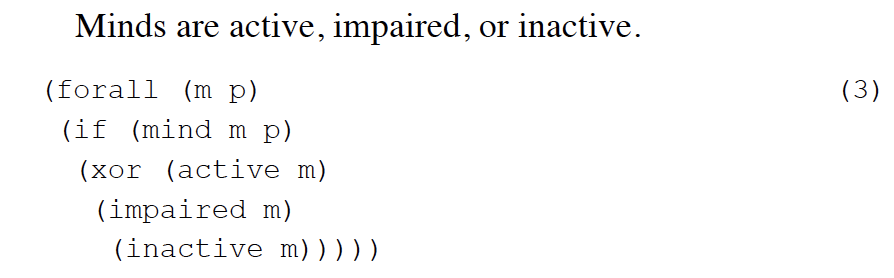 Minds are active, impaired, or inactive.
(forall (m p) (3)
(if (mind m p)
(xor (active m)
(impaired m)
(inactive m)))))